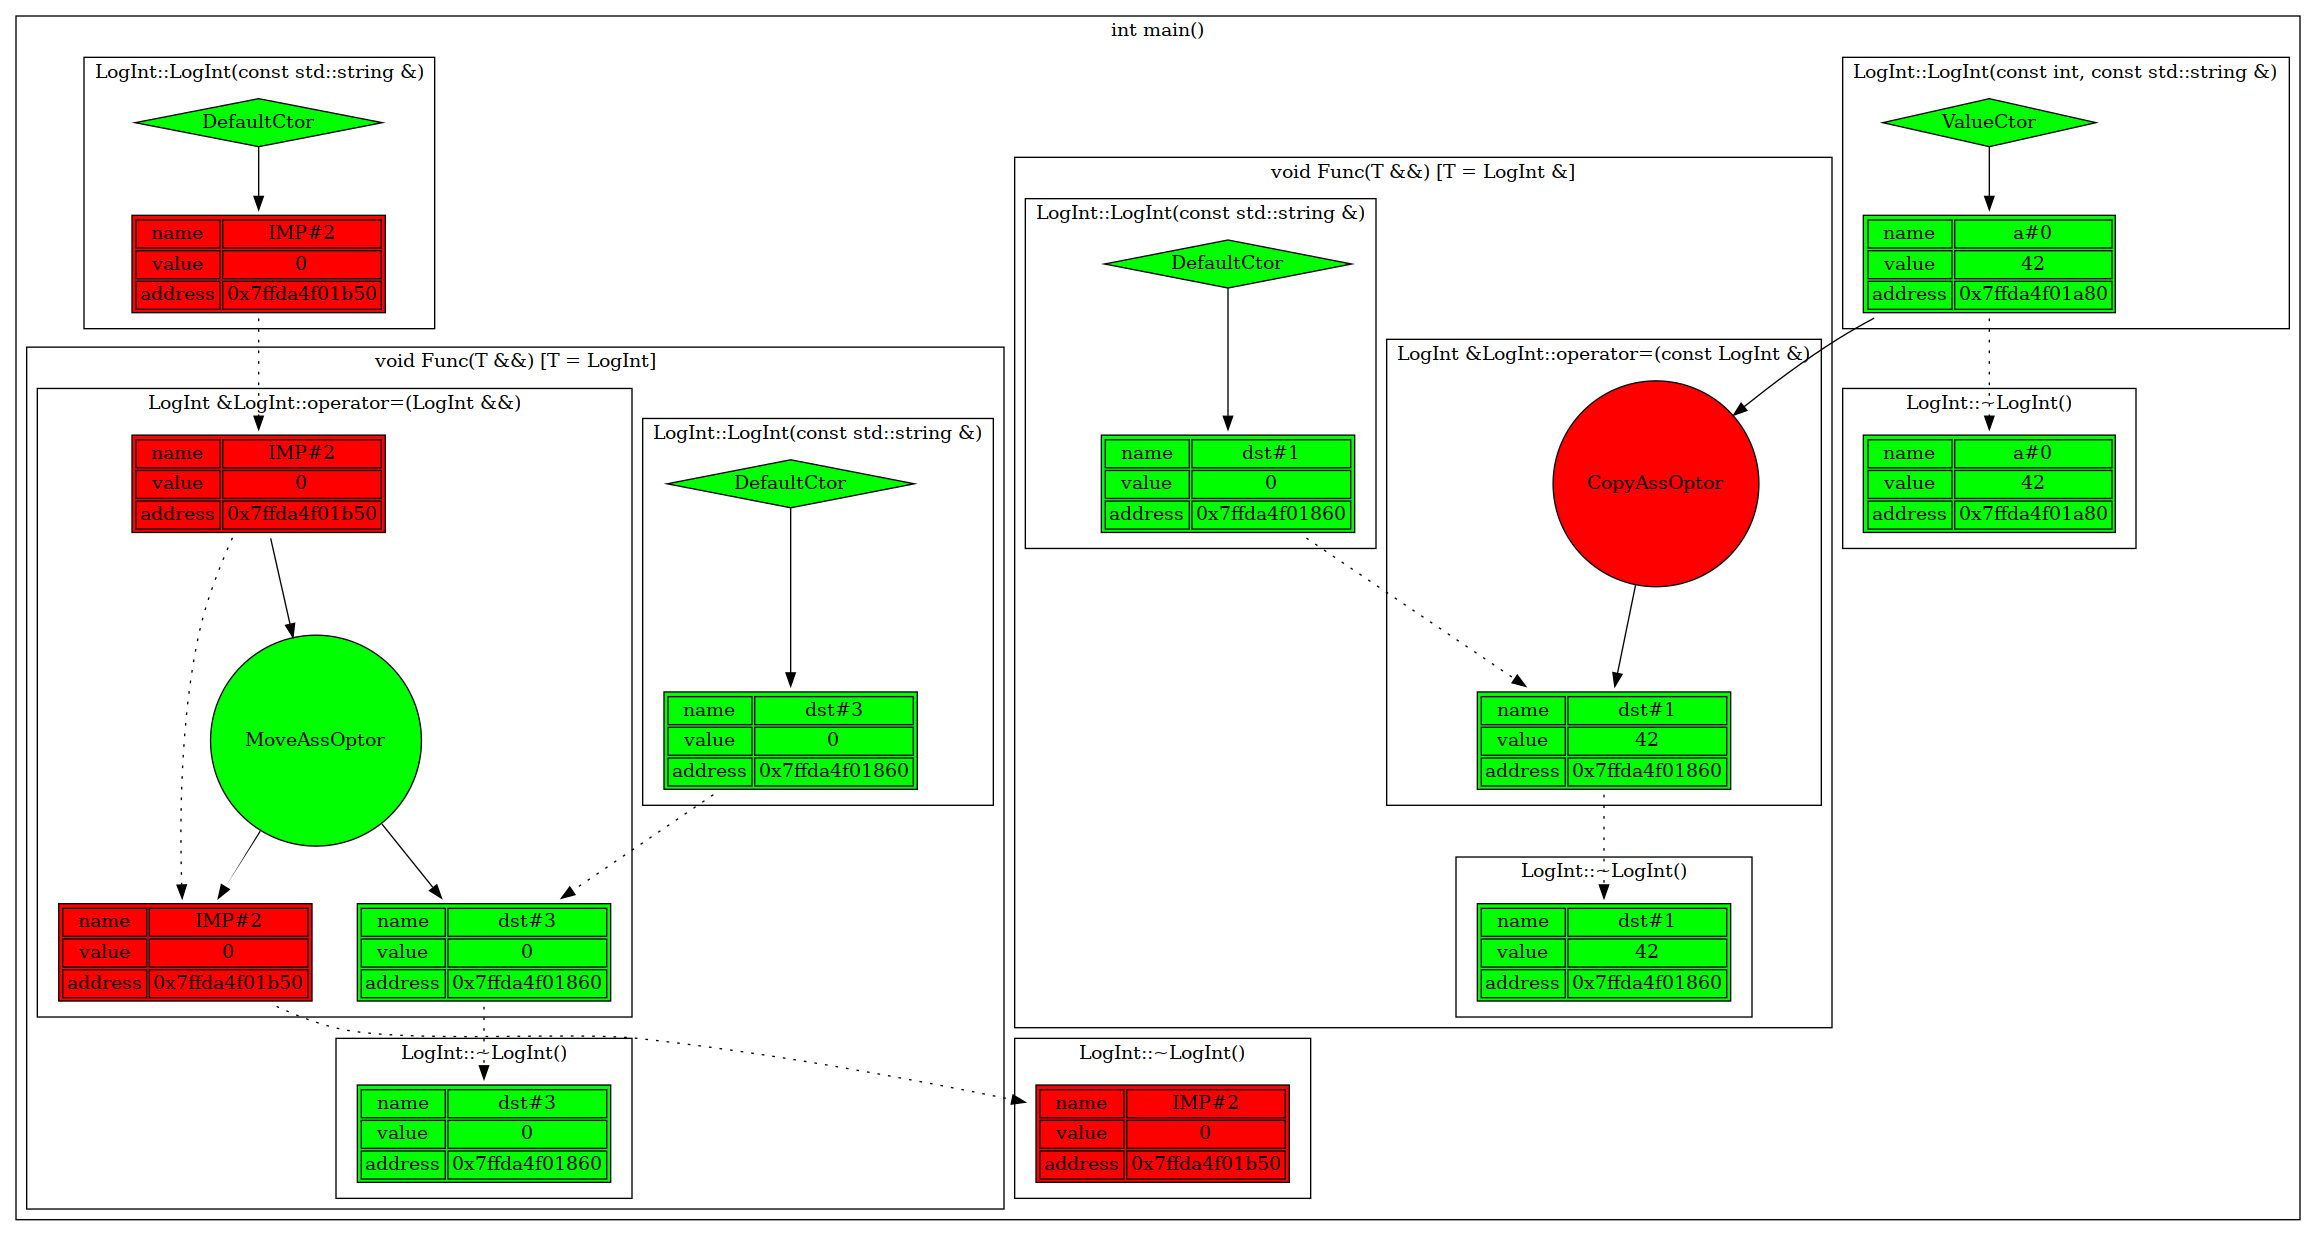 int main()
LogInt::LogInt(const std::string &)
DefaultCtor
name IMP#2
value 0
address 0x7ffda4f01b50
void Func(T &&) [T = LogInt]
LogInt &LogInt::operator=(LogInt &&)
name IMP#2
value 0
address 0x7ffda4f01b50
MoveAssOptor
name IMP#2
value 0
address 0x7ffda4f01b50
name dst#3
value 0
address 0x7ffda4f01860
LogInt::LogInt(const std::string &)
DefaultCtor
name dst#3
value 0
address 0x7ffda4f01860
LogInt::~LogInt()
name dst#3
value 0
address 0x7ffda4f01860
void Func(T &&) [T = LogInt &]
LogInt::LogInt(const std::string &)
DefaultCtor
name dst#1
value 0
address 0x7ffda4f01860
LogInt &LogInt::operator=(const LogInt &)
CopyAssOptor
name dst#1
value 42
address 0x7ffda4f01860
LogInt::~LogInt()
name dst#1
value 42
address 0x7ffda4f01860
LogInt::~LogInt()
name IMP#2
value 0
address 0x7ffda4f01b50
LogInt::LogInt(const int, const std::string &)
ValueCtor
name a#0
value 42
address 0x7ffda4f01a80
LogInt::~LogInt()
name a#0
value 42
address 0x7ffda4f01a80